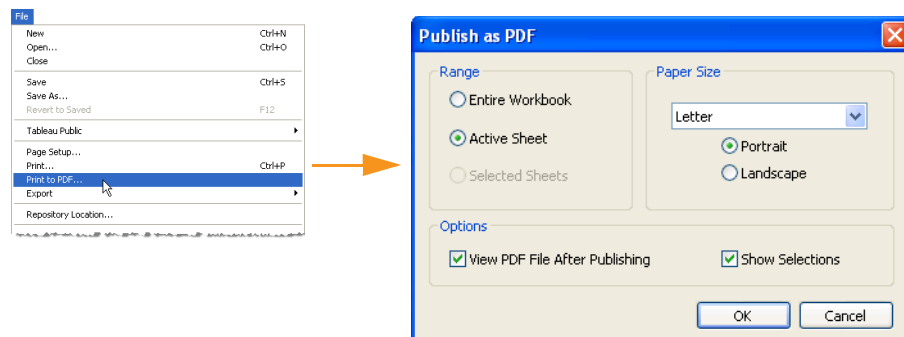 File
New Ctrl+N
Open... Ctrl+O
Close
Save Ctrl+S
Save As...
Revert to Saved F12
Tableau Public
Page Setup...
Print... Ctrl+P
Print to PDF...
Export
Repository Location...
Publish as PDF
Range
Entire Workbook
Active Sheet
Selected Sheets
Paper Size
Letter
Portrait
Landscape
Options
View PDF File After Publishing
Show Selections
OK
Cancel